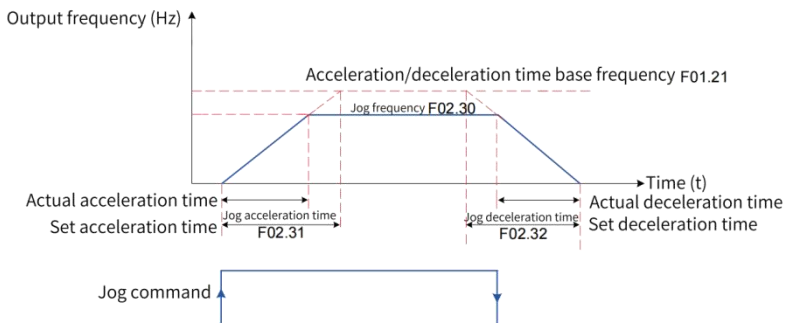 Output frequency (Hz)
Acceleration/deceleration time base frequency F01.21
Jog frequency F02.30
Time (t)
Actual acceleration time
Actual deceleration time
Jog acceleration time
Jog deceleration time
Set acceleration time
Set deceleration time
F02.31
F02.32
Jog command